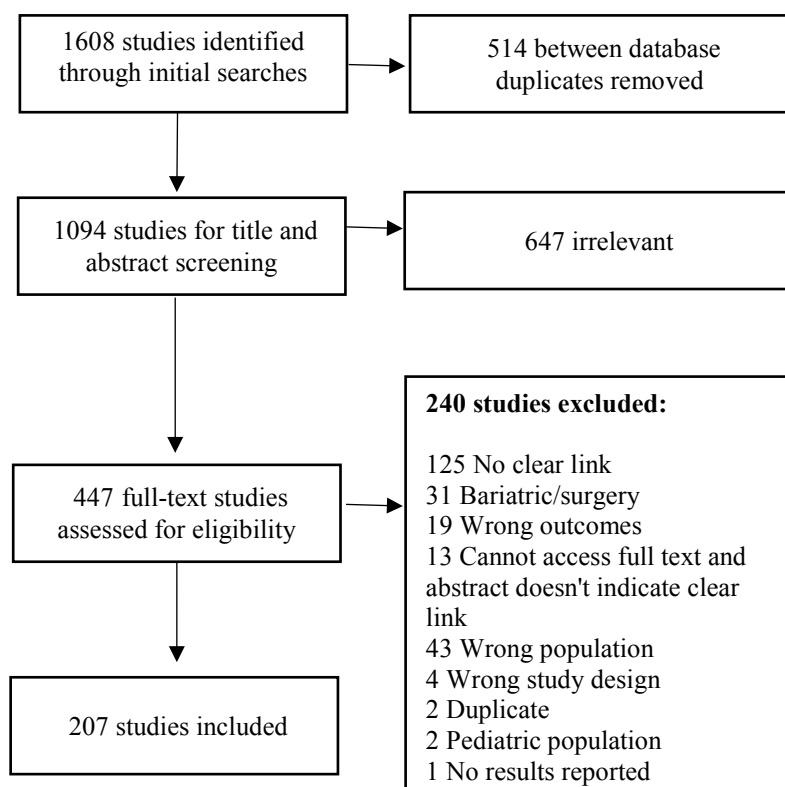 1608 studies identified
through initial searches
514 between database
duplicates removed
1094 studies for title and
abstract screening
647 irrelevant
447 full-text studies
assessed for eligibility
240 studies excluded:
125 No clear link
31 Bariatric/surgery
19 Wrong outcomes
13 Cannot access full text and
abstract doesn't indicate clear
link
43 Wrong population
4 Wrong study design
2 Duplicate
2 Pediatric population
1 No results reported
207 studies included